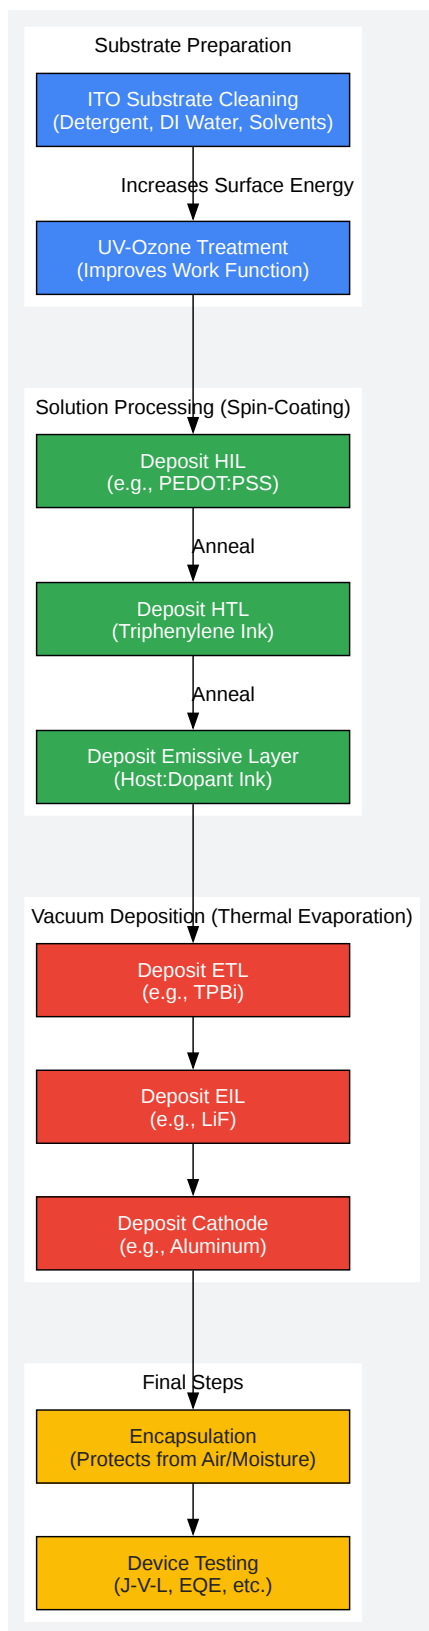 Substrate Preparation
ITO Substrate Cleaning
(Detergent, DI Water, Solvents)
Increases Surface Energy
UV-Ozone Treatment
(Improves Work Function)
Solution Processing (Spin-Coating)
Deposit HIL
(e.g., PEDOT:PSS)
Anneal
Deposit HTL
(Triphenylene Ink)
Anneal
Deposit Emissive Layer
(Host:Dopant Ink)
Vacuum Deposition (Thermal Evaporation)
Deposit ETL
(e.g., TPBi)
Deposit EIL
(e.g., LiF)
Deposit Cathode
(e.g., Aluminum)
Final Steps
Encapsulation
(Protects from Air/Moisture)
Device Testing
(J-V-L, EQE, etc.)